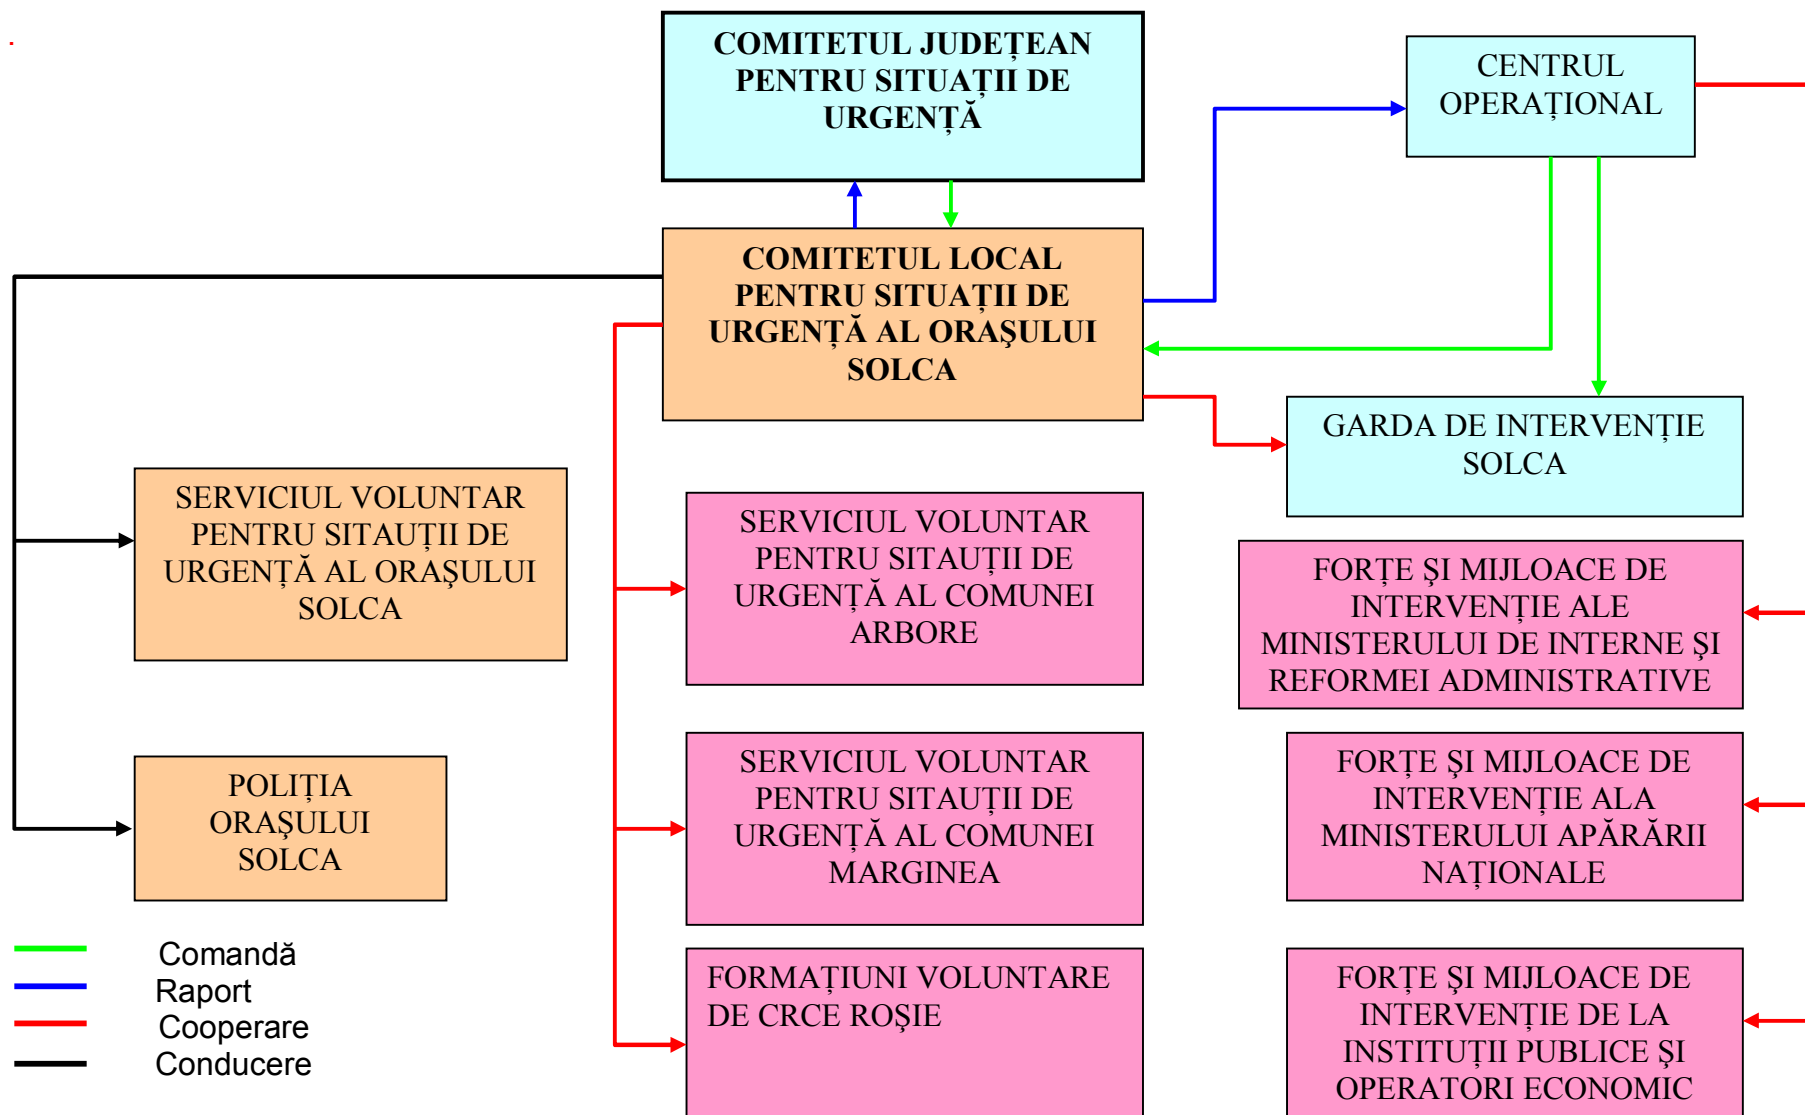 COMITETUL JUDEȚEAN
PENTRU SITUAȚII DE
URGENȚĂ
CENTRUL
OPERAȚIONAL
COMITETUL LOCAL
PENTRU SITUAȚII DE
URGENȚĂ AL ORAŞULUI
SOLCA
GARDA DE INTERVENȚIE
SOLCA
SERVICIUL VOLUNTAR
PENTRU SITAUȚII DE
URGENȚĂ AL ORAŞULUI
SOLCA
SERVICIUL VOLUNTAR
PENTRU SITAUȚII DE
URGENȚĂ AL COMUNEI
ARBORE
FORȚE ŞI MIJLOACE DE
INTERVENȚIE ALE
MINISTERULUI DE INTERNE ŞI
REFORMEI ADMINISTRATIVE
POLIȚIA
ORAŞULUI
SOLCA
SERVICIUL VOLUNTAR
PENTRU SITAUȚII DE
URGENȚĂ AL COMUNEI
MARGINEA
FORȚE ŞI MIJLOACE DE
INTERVENȚIE ALA
MINISTERULUI APĂRĂRII
NAȚIONALE
Comandă
Raport
Cooperare
Conducere
FORMAȚIUNI VOLUNTARE
DE CRCE ROŞIE
FORȚE ŞI MIJLOACE DE
INTERVENȚIE DE LA
INSTITUȚII PUBLICE ŞI
OPERATORI ECONOMIC